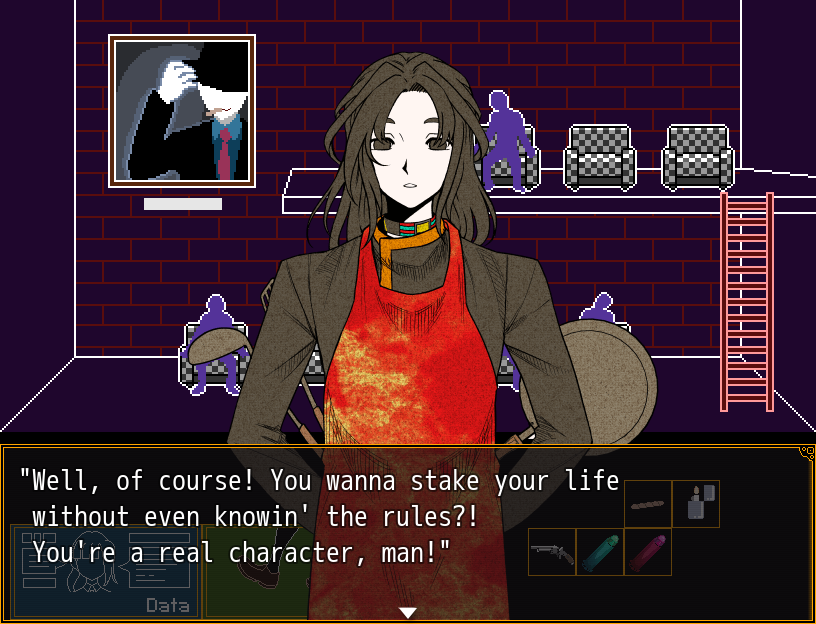 "Well, of course! You wanna stake your life
without even knowin' the rules?!
You're a real character, man!"
Data